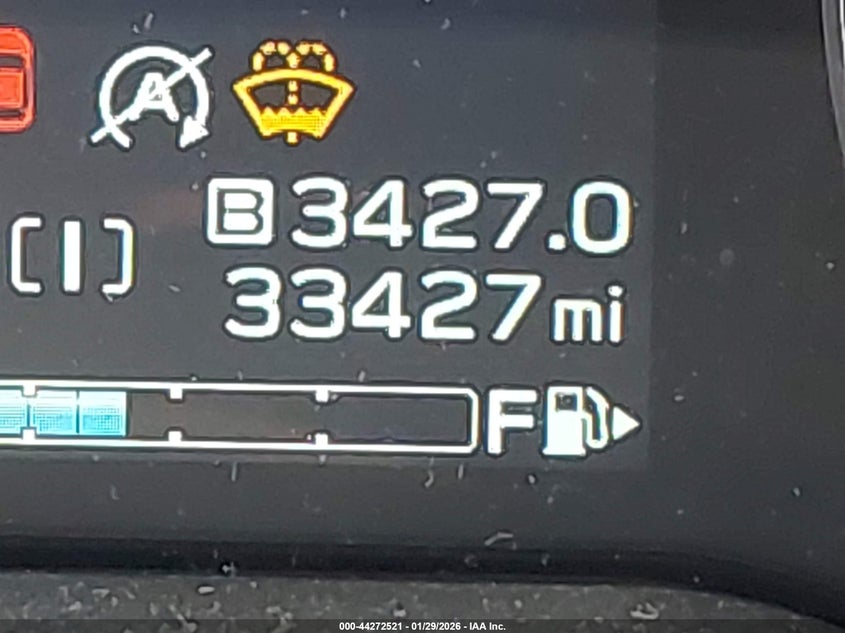 A
B 3427.0
33427 mi
F
000-44272521 - 01/29/2026 - IAA Inc.